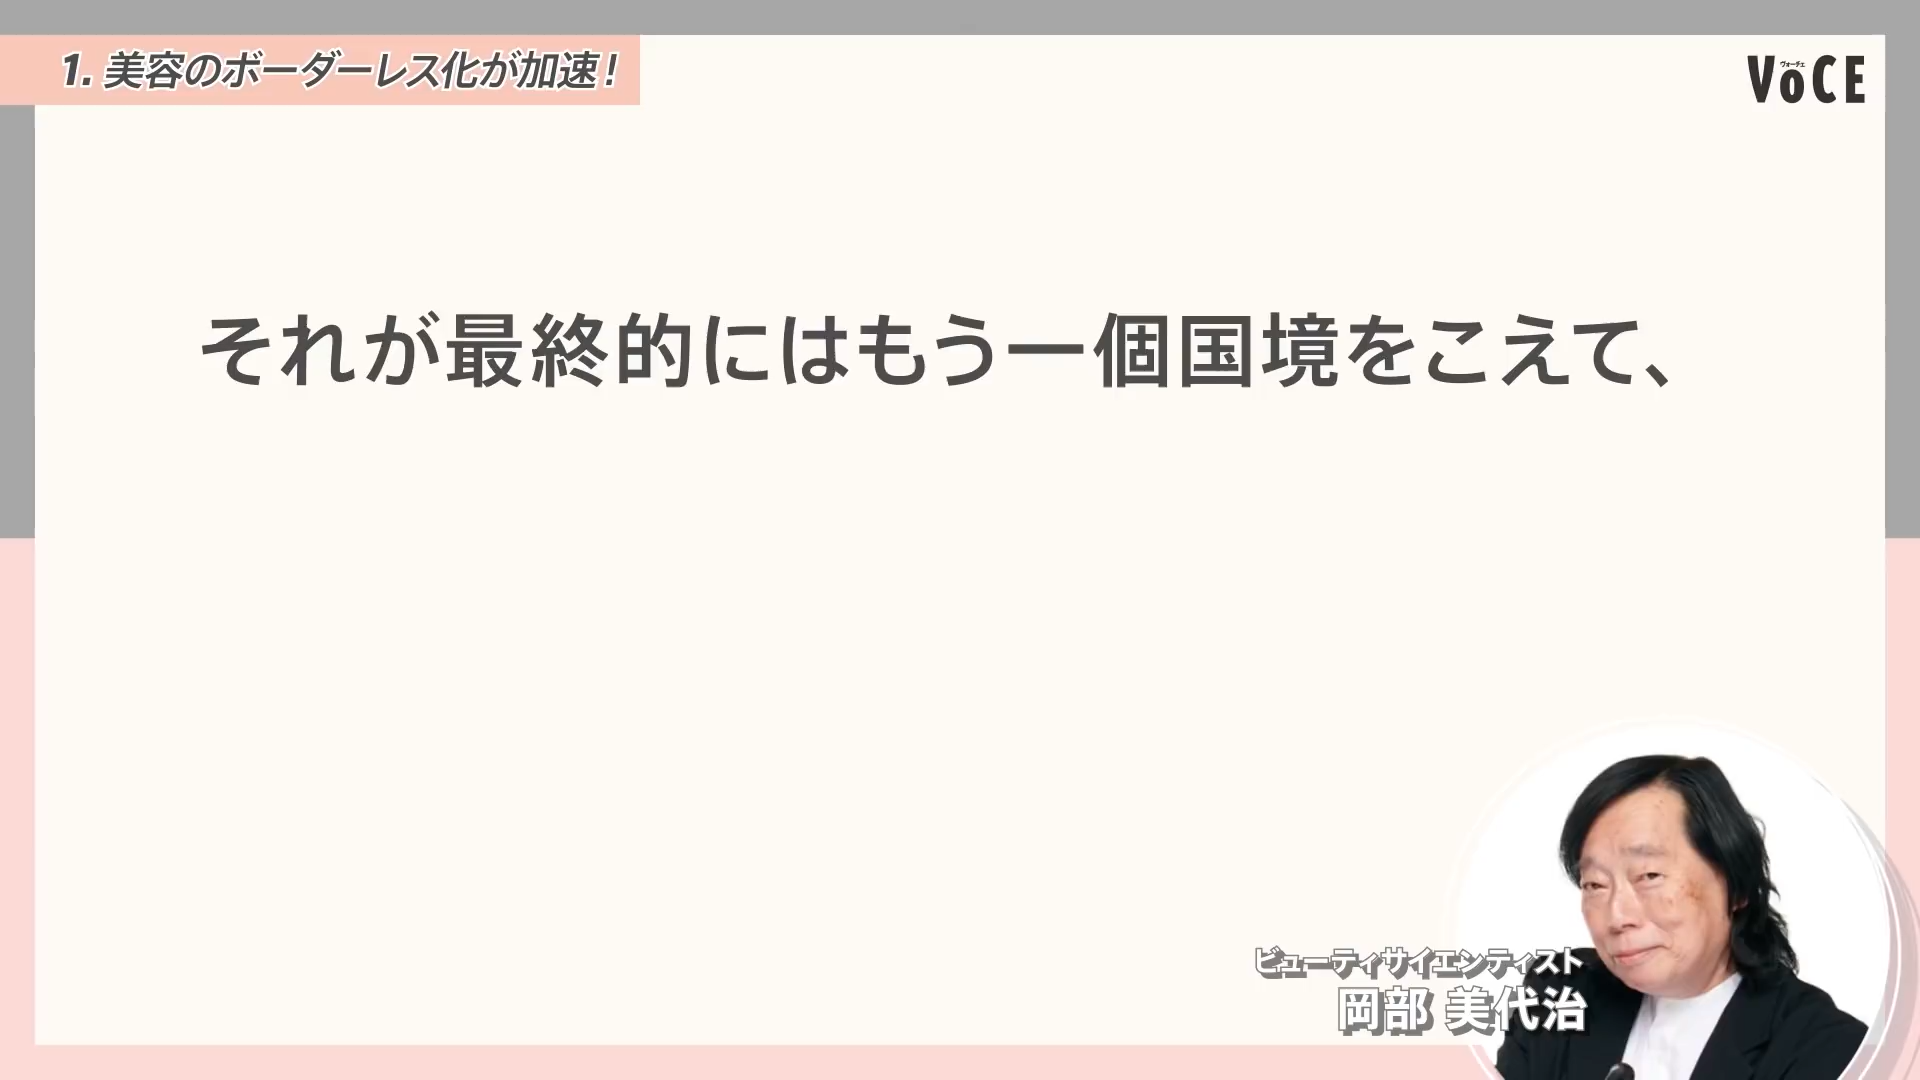 1. 美容のボーダーレス化が加速！
VoCE
ヴォーチェ
それが最終的にはもう一個国境をこえて、
ビューティサイエンティスト
岡部 美代治